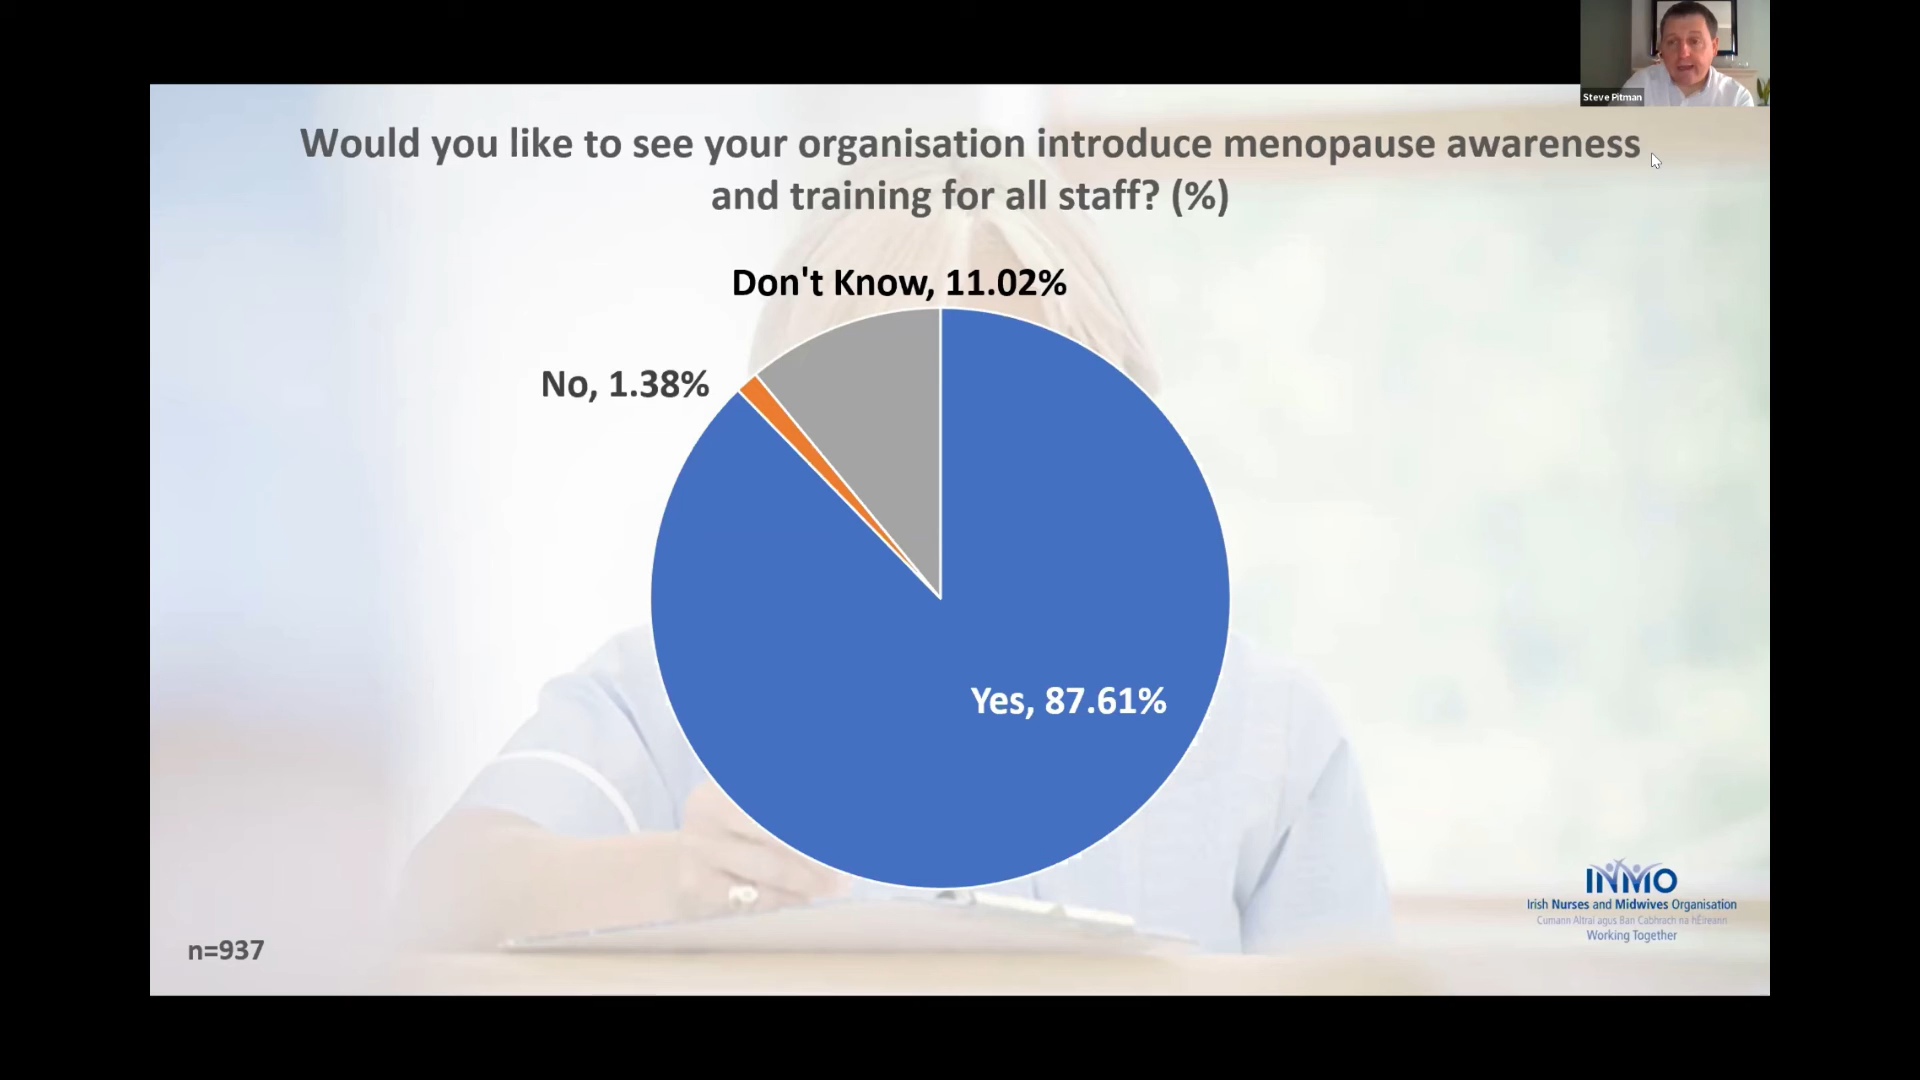 Steve Pitman
Would you like to see your organisation introduce menopause awareness
and training for all staff? (%)
Don't Know, 11.02%
No, 1.38%
Yes, 87.61%
INMO
Irish Nurses and Midwives Organisation
Cumann Altraí agus Ban Cabhrach na hÉireann
Working Together
n=937